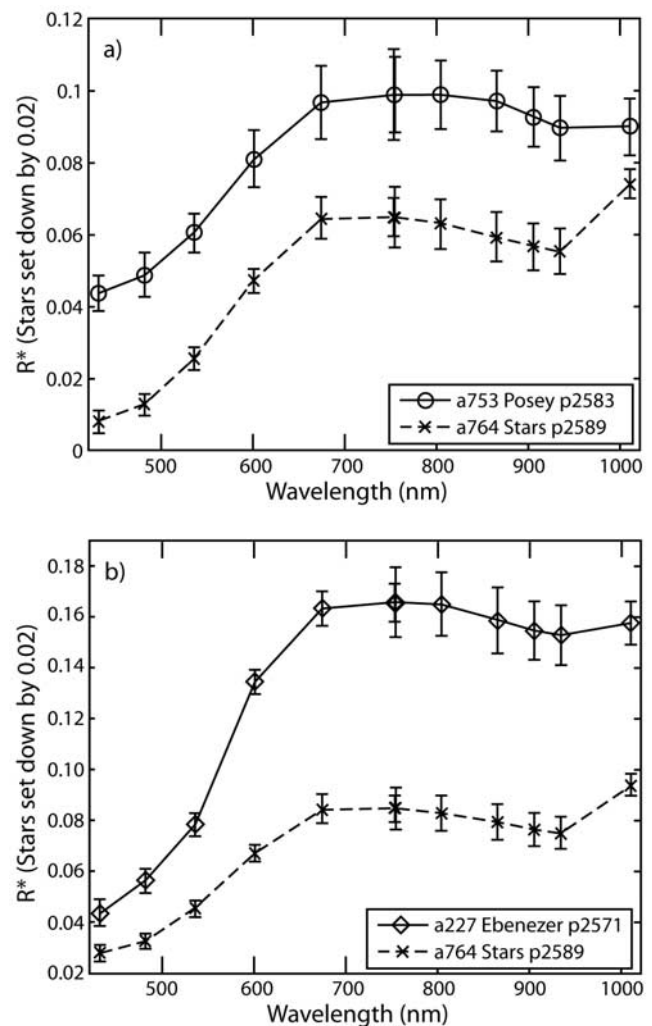 a)
0.12
0.1
0.08
0.06
0.04
0.02
0
R* (Stars set down by 0.02)
a753 Posey p2583
a764 Stars p2589
500 600 700 800 900 1000
Wavelength (nm)
b)
0.18
0.16
0.14
0.12
0.10
0.08
0.06
0.04
0.02
R* (Stars set down by 0.02)
a227 Ebenezer p2571
a764 Stars p2589
500 600 700 800 900 1000
Wavelength (nm)